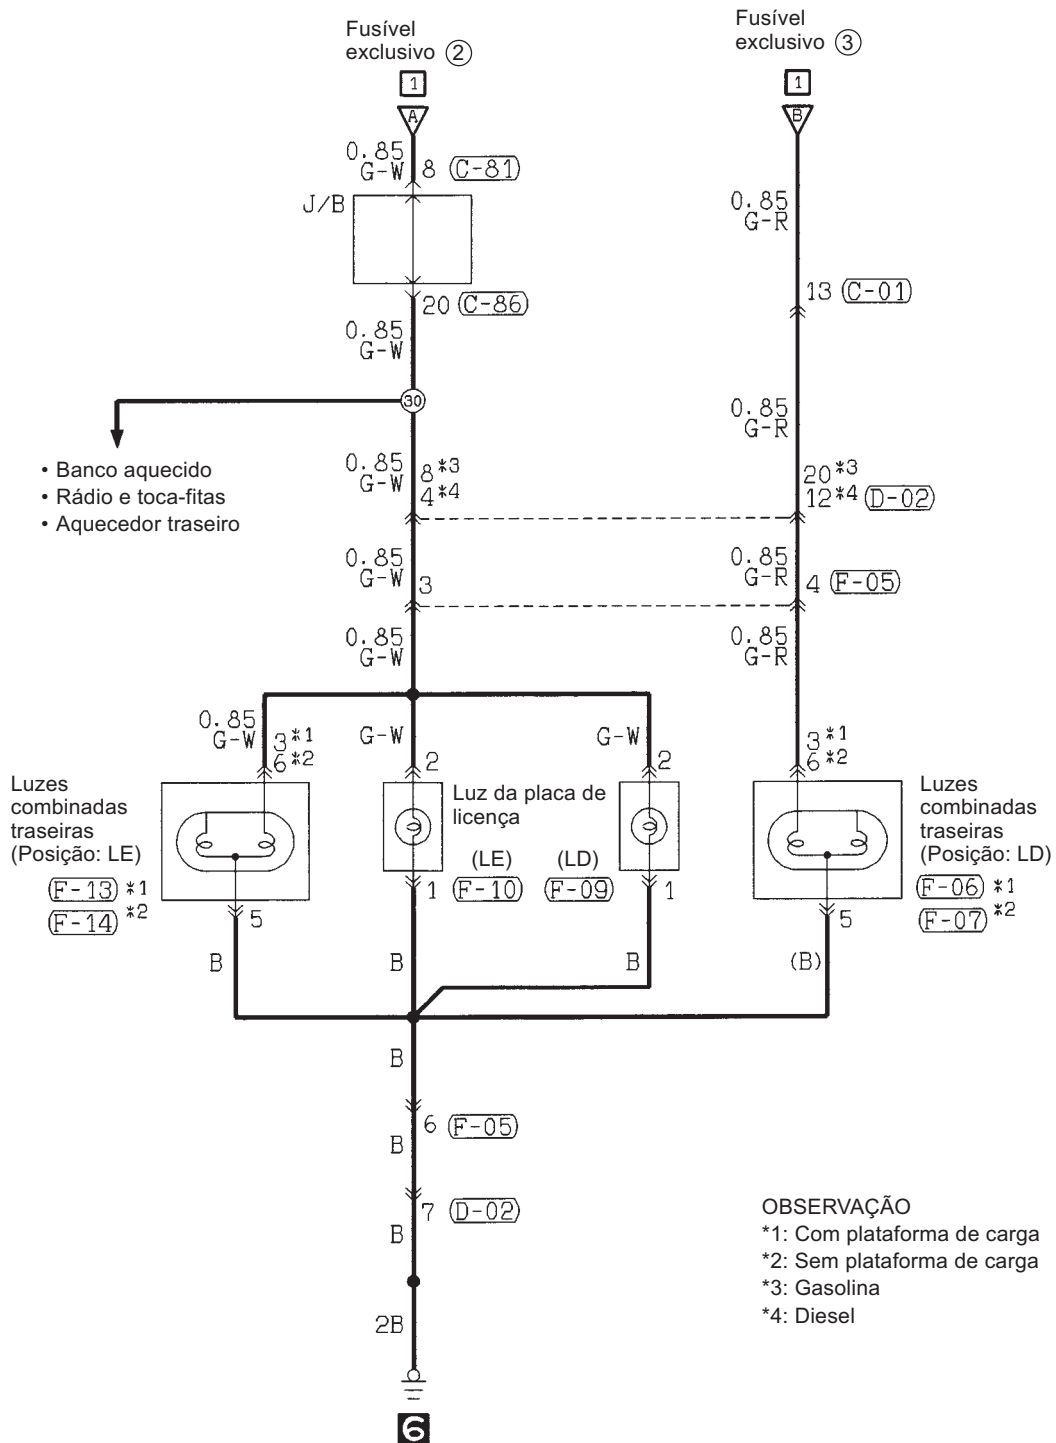 Fusível
exclusivo ②
1
A
0.85
G-W
8 (C-81)
J/B
20 (C-86)
0.85
G-W
30
• Banco aquecido
• Rádio e toca-fitas
• Aquecedor traseiro
0.85
G-W
8*3
4*4
0.85
G-W
3
0.85
G-W
Fusível
exclusivo ③
1
B
0.85
G-R
13 (C-01)
0.85
G-R
20*3
12*4 (D-02)
0.85
G-R
4 (F-05)
0.85
G-R
0.85
G-W
3*1
6*2
G-W
2
G-W
2
3*1
6*2
Luzes
combinadas
traseiras
(Posição: LE)
(F-13) *1
(F-14) *2
5
Luz da placa de
licença
(LE)
(LD)
1 (F-10)
(F-09) 1
Luzes
combinadas
traseiras
(Posição: LD)
(F-06) *1
(F-07) *2
5
B
B
B
(B)
B
6 (F-05)
B
7 (D-02)
B
2B
6
OBSERVAÇÃO
*1: Com plataforma de carga
*2: Sem plataforma de carga
*3: Gasolina
*4: Diesel